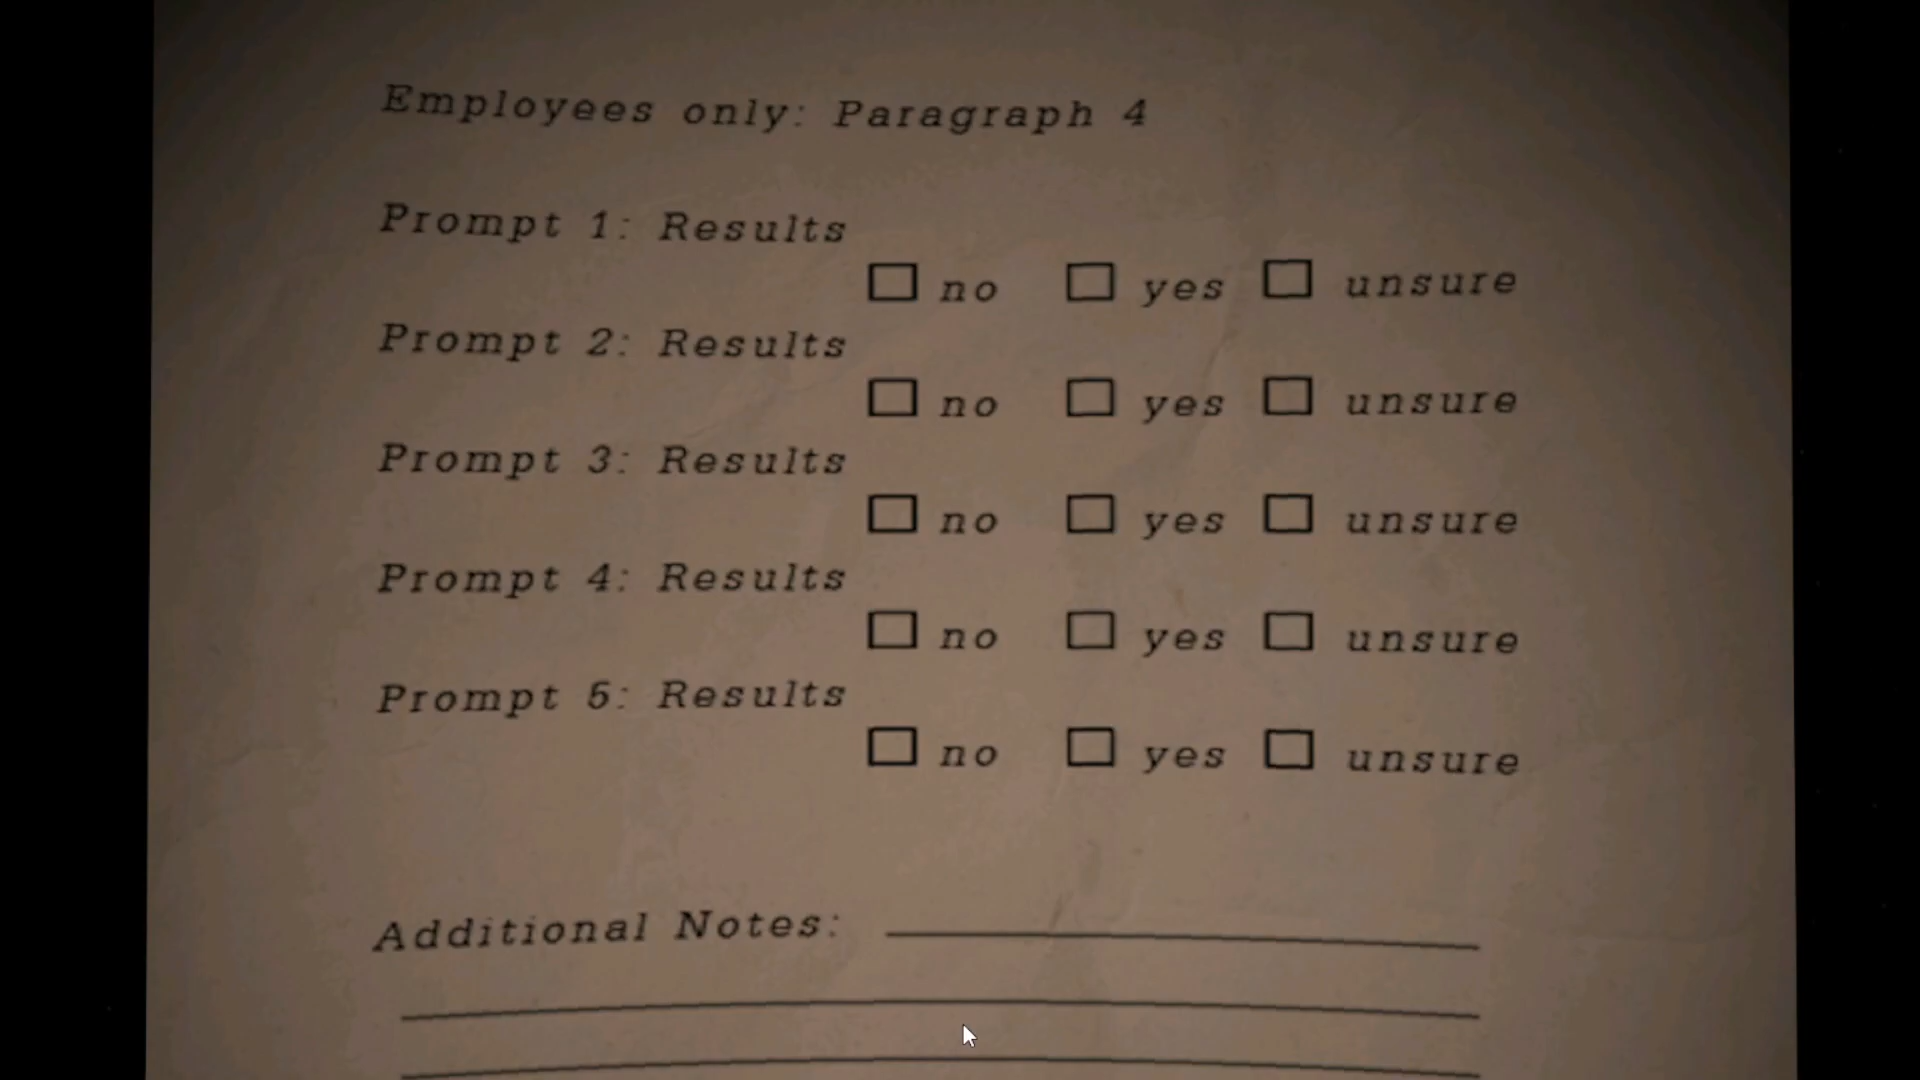 Employees only: Paragraph 4
Prompt 1: Results
no yes unsure
Prompt 2: Results
no yes unsure
Prompt 3: Results
no yes unsure
Prompt 4: Results
no yes unsure
Prompt 5: Results
no yes unsure
Additional Notes: